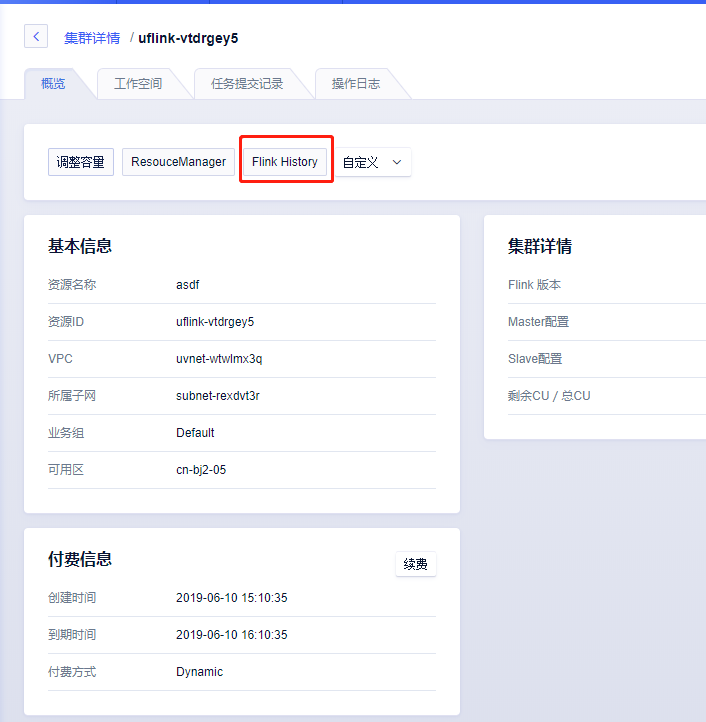 集群详情 / uflink-vtdrgey5
概览 工作空间 任务提交记录 操作日志
调整容量 ResouceManager Flink History 自定义
基本信息
资源名称 asdf
资源ID uflink-vtdrgey5
VPC uvnet-wtwlmx3q
所属子网 subnet-rexdvt3r
业务组 Default
可用区 cn-bj2-05
集群详情
Flink 版本
Master配置
Slave配置
剩余CU / 总CU
付费信息 续费
创建时间 2019-06-10 15:10:35
到期时间 2019-06-10 16:10:35
付费方式 Dynamic